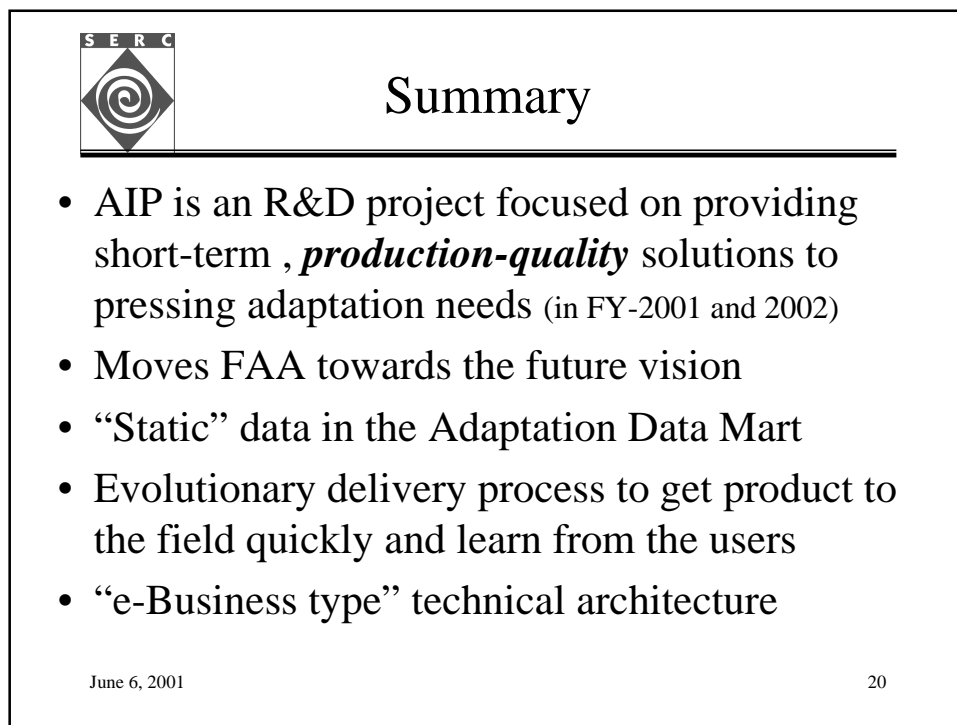 S E R C
Summary
• AIP is an R&D project focused on providing
short-term , production-quality solutions to
pressing adaptation needs (in FY-2001 and 2002)
• Moves FAA towards the future vision
• “Static” data in the Adaptation Data Mart
• Evolutionary delivery process to get product to
the field quickly and learn from the users
• “e-Business type” technical architecture
June 6, 2001 20